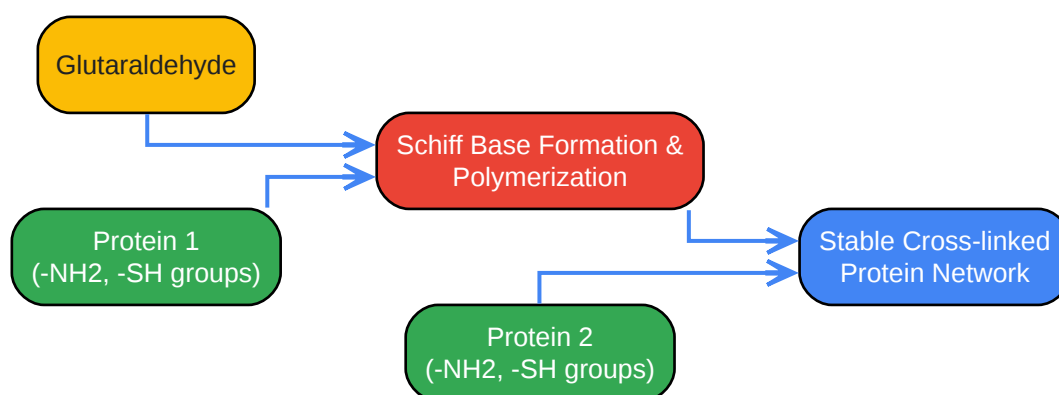 Glutaraldehyde
Schiff Base Formation &
Polymerization
Protein 1
(-NH2, -SH groups)
Stable Cross-linked
Protein Network
Protein 2
(-NH2, -SH groups)